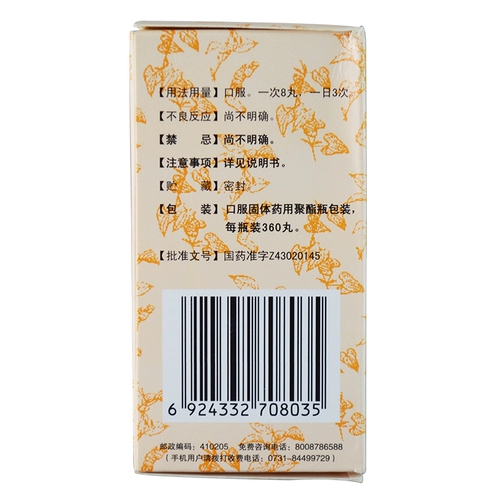 【用法用量】口服。一次8丸,一日3次。
【不良反应】尚不明确。
【禁 忌】尚不明确。
【注意事项】详见说明书。
【贮 藏】密封。
【包 装】口服固体药用聚酯瓶包装,
每瓶装360丸。
【批准文号】国药准字Z43020145
6 924332 708035
邮政编码:410205 免费咨询电话:8008786588
(手机用户请拨打收费电话:0731-84499729)